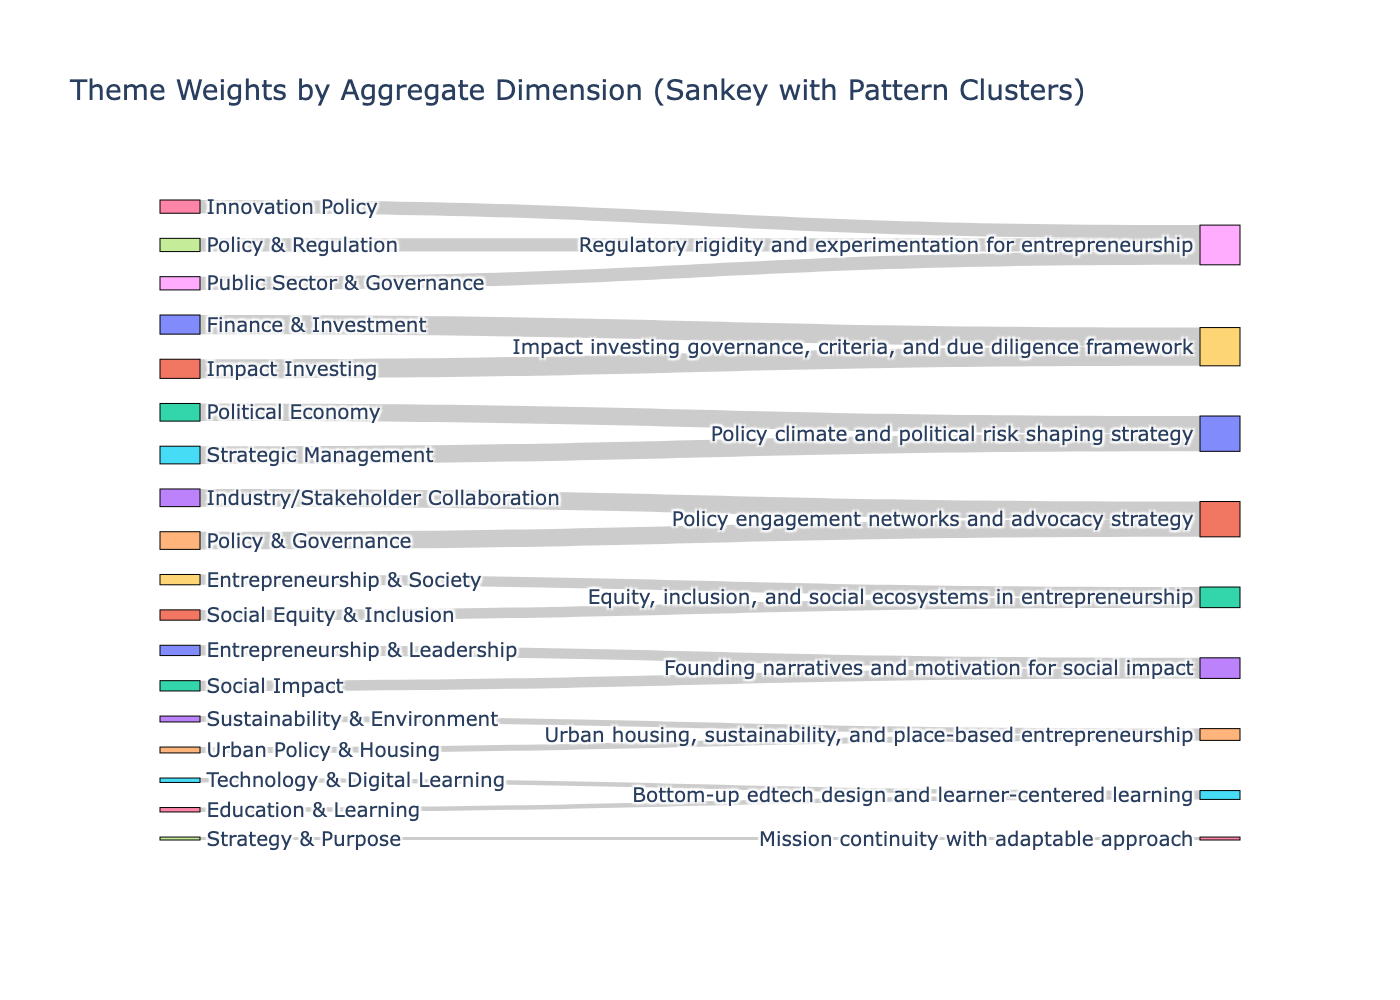 Theme Weights by Aggregate Dimension (Sankey with Pattern Clusters)
Innovation Policy
Policy & Regulation
Regulatory rigidity and experimentation for entrepreneurship
Public Sector & Governance
Finance & Investment
Impact investing governance, criteria, and due diligence framework
Impact Investing
Political Economy
Policy climate and political risk shaping strategy
Strategic Management
Industry/Stakeholder Collaboration
Policy engagement networks and advocacy strategy
Policy & Governance
Entrepreneurship & Society
Equity, inclusion, and social ecosystems in entrepreneurship
Social Equity & Inclusion
Entrepreneurship & Leadership
Founding narratives and motivation for social impact
Social Impact
Sustainability & Environment
Urban housing, sustainability, and place-based entrepreneurship
Urban Policy & Housing
Technology & Digital Learning
Bottom-up edtech design and learner-centered learning
Education & Learning
Strategy & Purpose
Mission continuity with adaptable approach